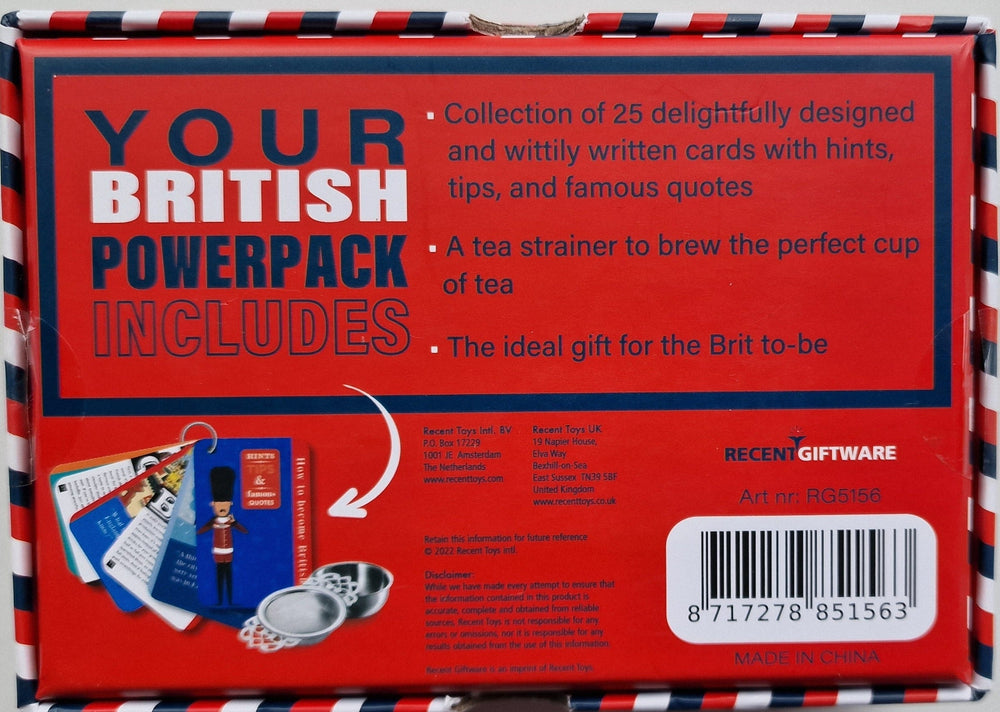 YOUR
BRITISH
POWERPACK
INCLUDES
Collection of 25 delightfully designed
and wittily written cards with hints,
tips, and famous quotes
A tea strainer to brew the perfect cup
of tea
The ideal gift for the Brit to-be
HINTS
TIPS
&
famous
QUOTES
How to become British
Recent Toys Intl. BV
P.O. Box 17229
1001 JE Amsterdam
The Netherlands
www.recenttoys.com
Recent Toys UK
19 Napier House,
Elva Way
Bexhill-on-Sea
East Sussex TN39 5BF
United Kingdom
www.recenttoys.co.uk
Retain this information for future reference
© 2022 Recent Toys intl.
Disclaimer:
While we have made every attempt to ensure that
the information contained in this product is
accurate, complete and obtained from reliable
sources. Recent Toys is not responsible for any
errors or omissions, nor it is responsible for any
results obtained from the use of this information.
Recent Giftware is an imprint of Recent Toys.
RECENT GIFTWARE
Art nr: RG5156
8 717278 851563
MADE IN CHINA